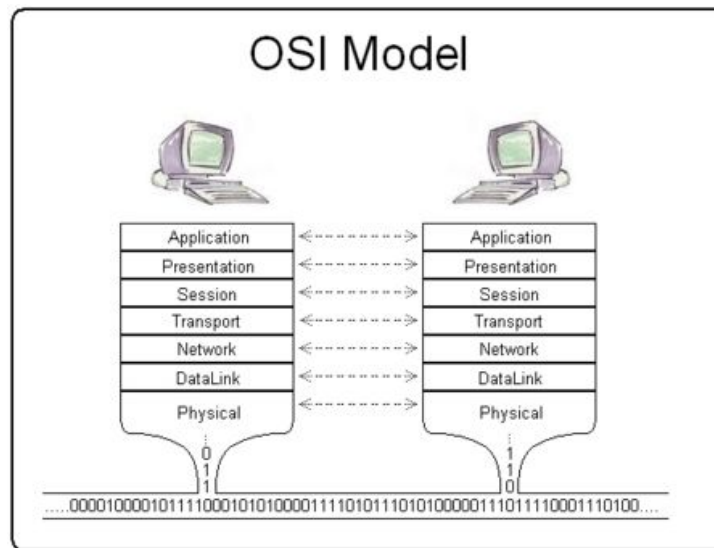 OSI Model
Application Application
Presentation Presentation
Session Session
Transport Transport
Network Network
DataLink DataLink
Physical Physical
0 1
1 1
1 0
.....0000100001011110001010100001111010111010100000111011110001110100....